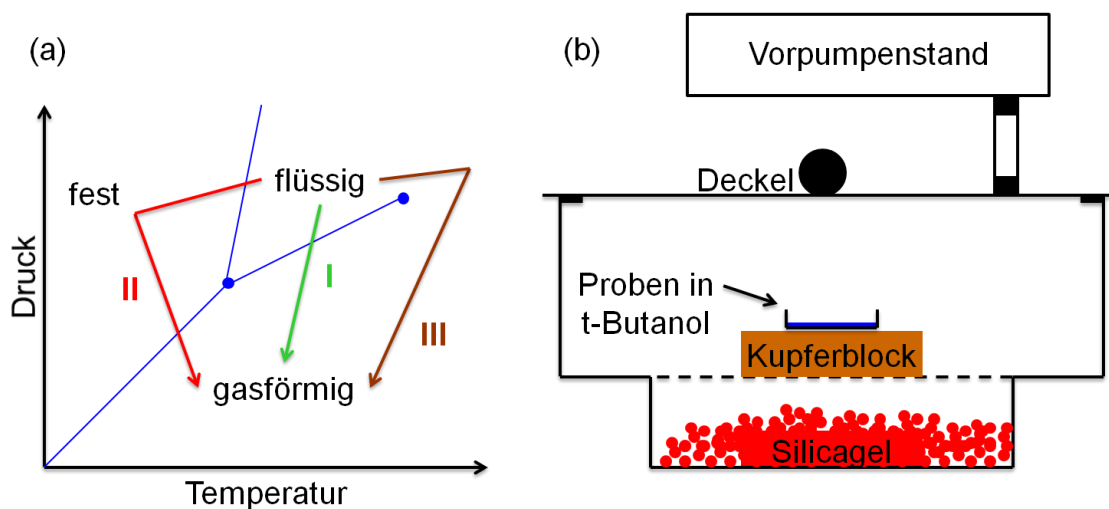 (a)
fest
flüssig
I
II
III
gasförmig
Druck
Temperatur
(b)
Vorpumpenstand
Deckel
Proben in
t-Butanol
Kupferblock
Silicagel